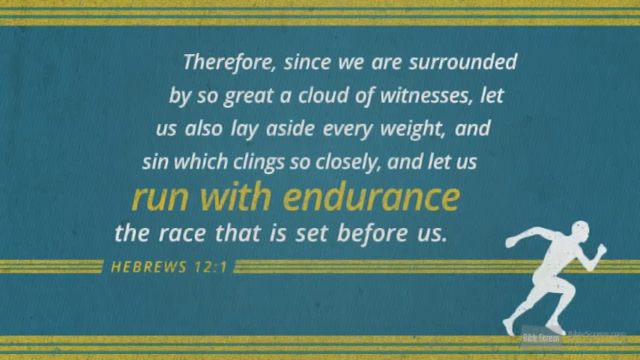 Therefore, since we are surrounded
by so great a cloud of witnesses, let
us also lay aside every weight, and
sin which clings so closely, and let us
run with endurance
the race that is set before us.
HEBREWS 12:1